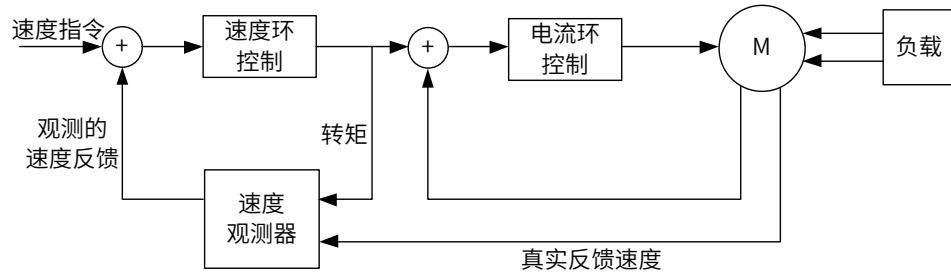 速度指令
+
速度环
控制
+
电流环
控制
M
负载
观测的
速度反馈
转矩
速度
观测器
真实反馈速度